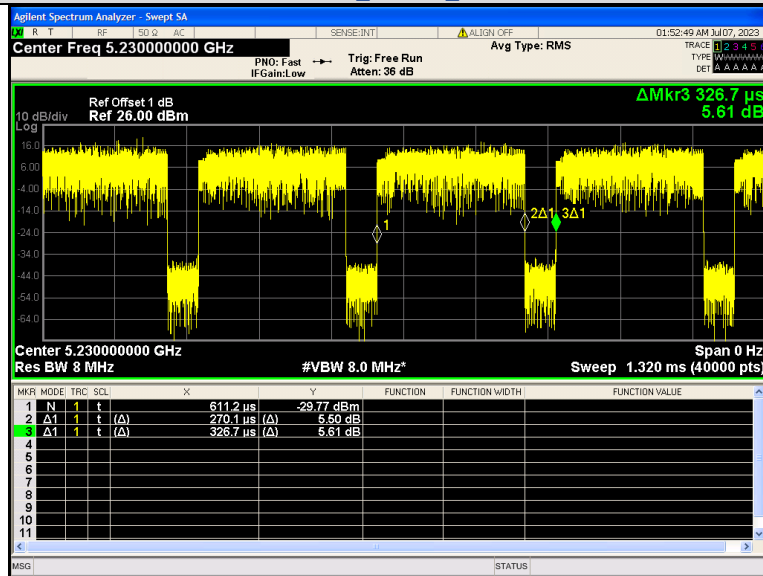 Agilent Spectrum Analyzer - Swept SA
LXI R T RF 50 Ω AC SENSE:INT ALIGN OFF 01:52:49 AM Jul 07, 2023
Center Freq 5.230000000 GHz Avg Type: RMS TRACE 1 2 3 4 5
PNO: Fast Trig: Free Run TYPE
IFGain:Low Atten: 36 dB DET A A A A A
ΔMkr3 326.7 µs
5.61 dB
Ref Offset 1 dB
10 dB/div Ref 26.00 dBm
Log
16.0
6.00
-4.00
-14.0
2Δ1 3Δ1
1
-24.0
-34.0
-44.0
-54.0
-64.0
Center 5.230000000 GHz Span 0 Hz
Res BW 8 MHz #VBW 8.0 MHz* Sweep 1.320 ms (40000 pts)
MKR MODE TRC SCL X Y FUNCTION FUNCTION WIDTH FUNCTION VALUE
1 N 1 t 611.2 µs -29.77 dBm
2 Δ1 1 t (Δ) 270.1 µs (Δ) 5.50 dB
3 Δ1 1 t (Δ) 326.7 µs (Δ) 5.61 dB
4
5
6
7
8
9
10
11
MSG STATUS